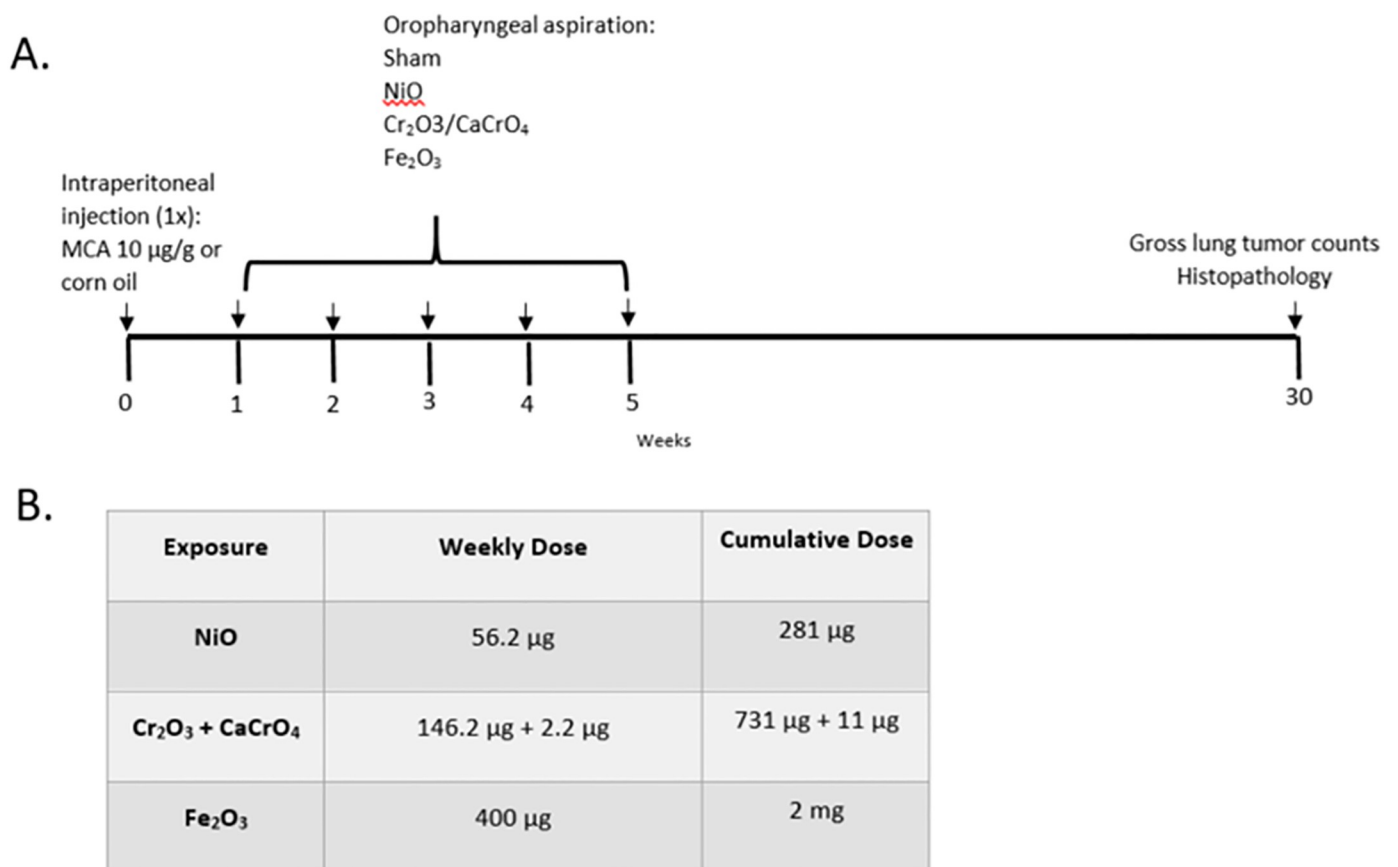 A.
Oropharyngeal aspiration:
Sham
NiO
Cr₂O3/CaCrO₄
Fe₂O₃
Intraperitoneal
injection (1x):
MCA 10 µg/g or
corn oil
Gross lung tumor counts
Histopathology
0 1 2 3 4 5 30
Weeks
B.
Exposure Weekly Dose Cumulative Dose
NiO 56.2 µg 281 µg
Cr₂O₃ + CaCrO₄ 146.2 µg + 2.2 µg 731 µg + 11 µg
Fe₂O₃ 400 µg 2 mg